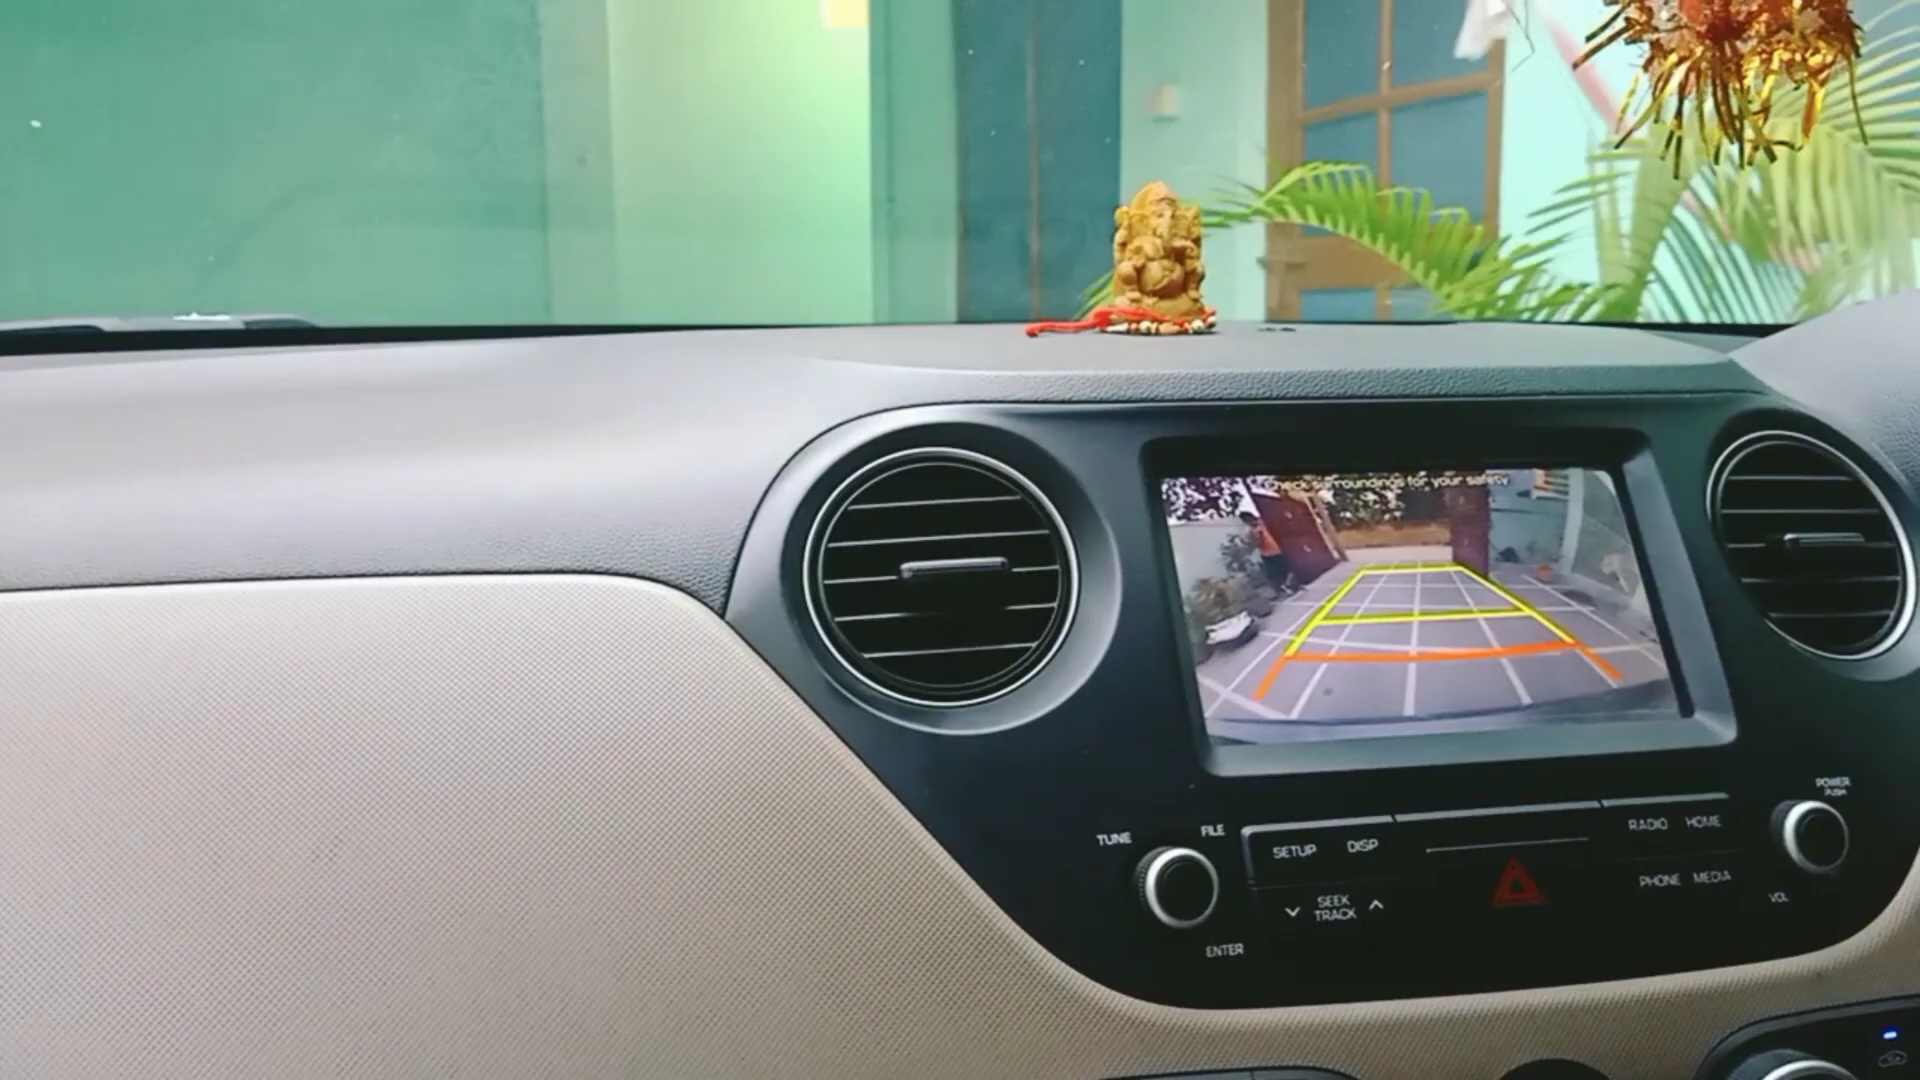 Check surroundings for your safety
POWER
PUSH
TUNE
FILE
SETUP DISP
RADIO HOME
SEEK
TRACK
PHONE MEDIA
VOL
ENTER